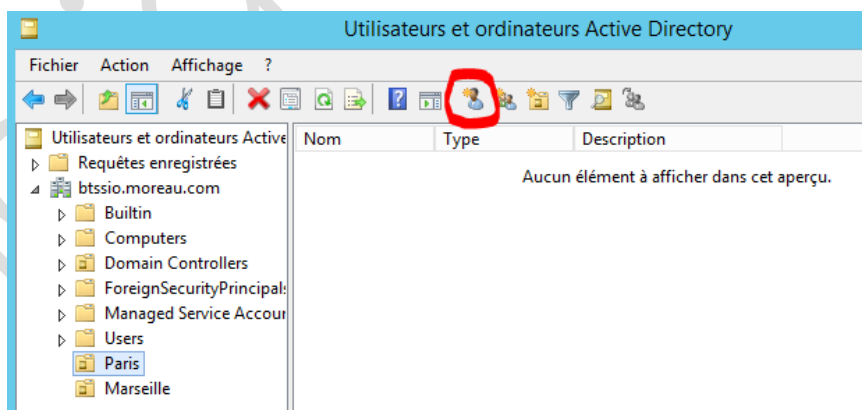 Utilisateurs et ordinateurs Active Directory
Fichier Action Affichage ?
Utilisateurs et ordinateurs Active
Nom Type Description
Requêtes enregistrées
Aucun élément à afficher dans cet aperçu.
btssio.moreau.com
Builtin
Computers
Domain Controllers
ForeignSecurityPrincipal
Managed Service Accour
Users
Paris
Marseille